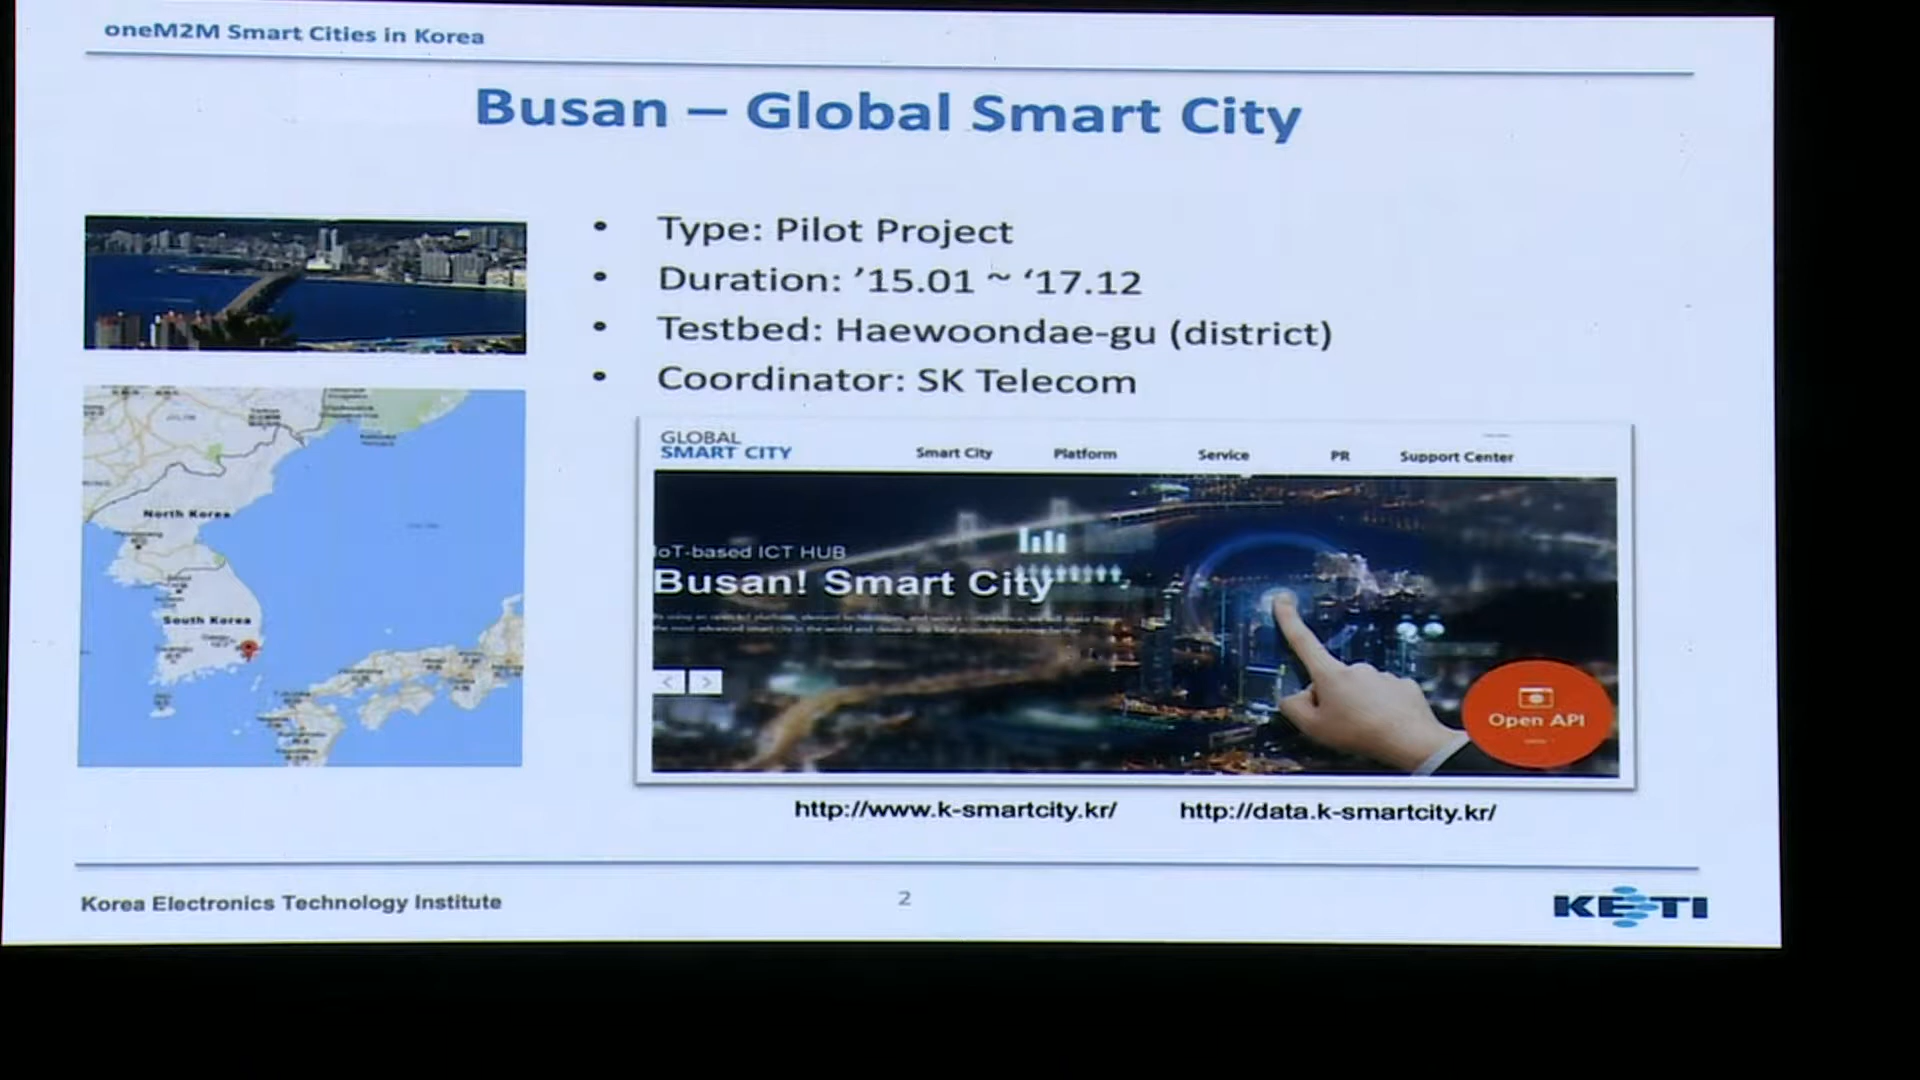 oneM2M Smart Cities in Korea
Busan – Global Smart City
• Type: Pilot Project
• Duration: ’15.01 ~ ‘17.12
• Testbed: Haewoondae-gu (district)
• Coordinator: SK Telecom
North Korea
South Korea
GLOBAL
SMART CITY
Smart City Platform Service PR Support Center
IoT-based ICT HUB
Busan! Smart City
< >
Open API
http://www.k-smartcity.kr/ http://data.k-smartcity.kr/
Korea Electronics Technology Institute
2
KETI